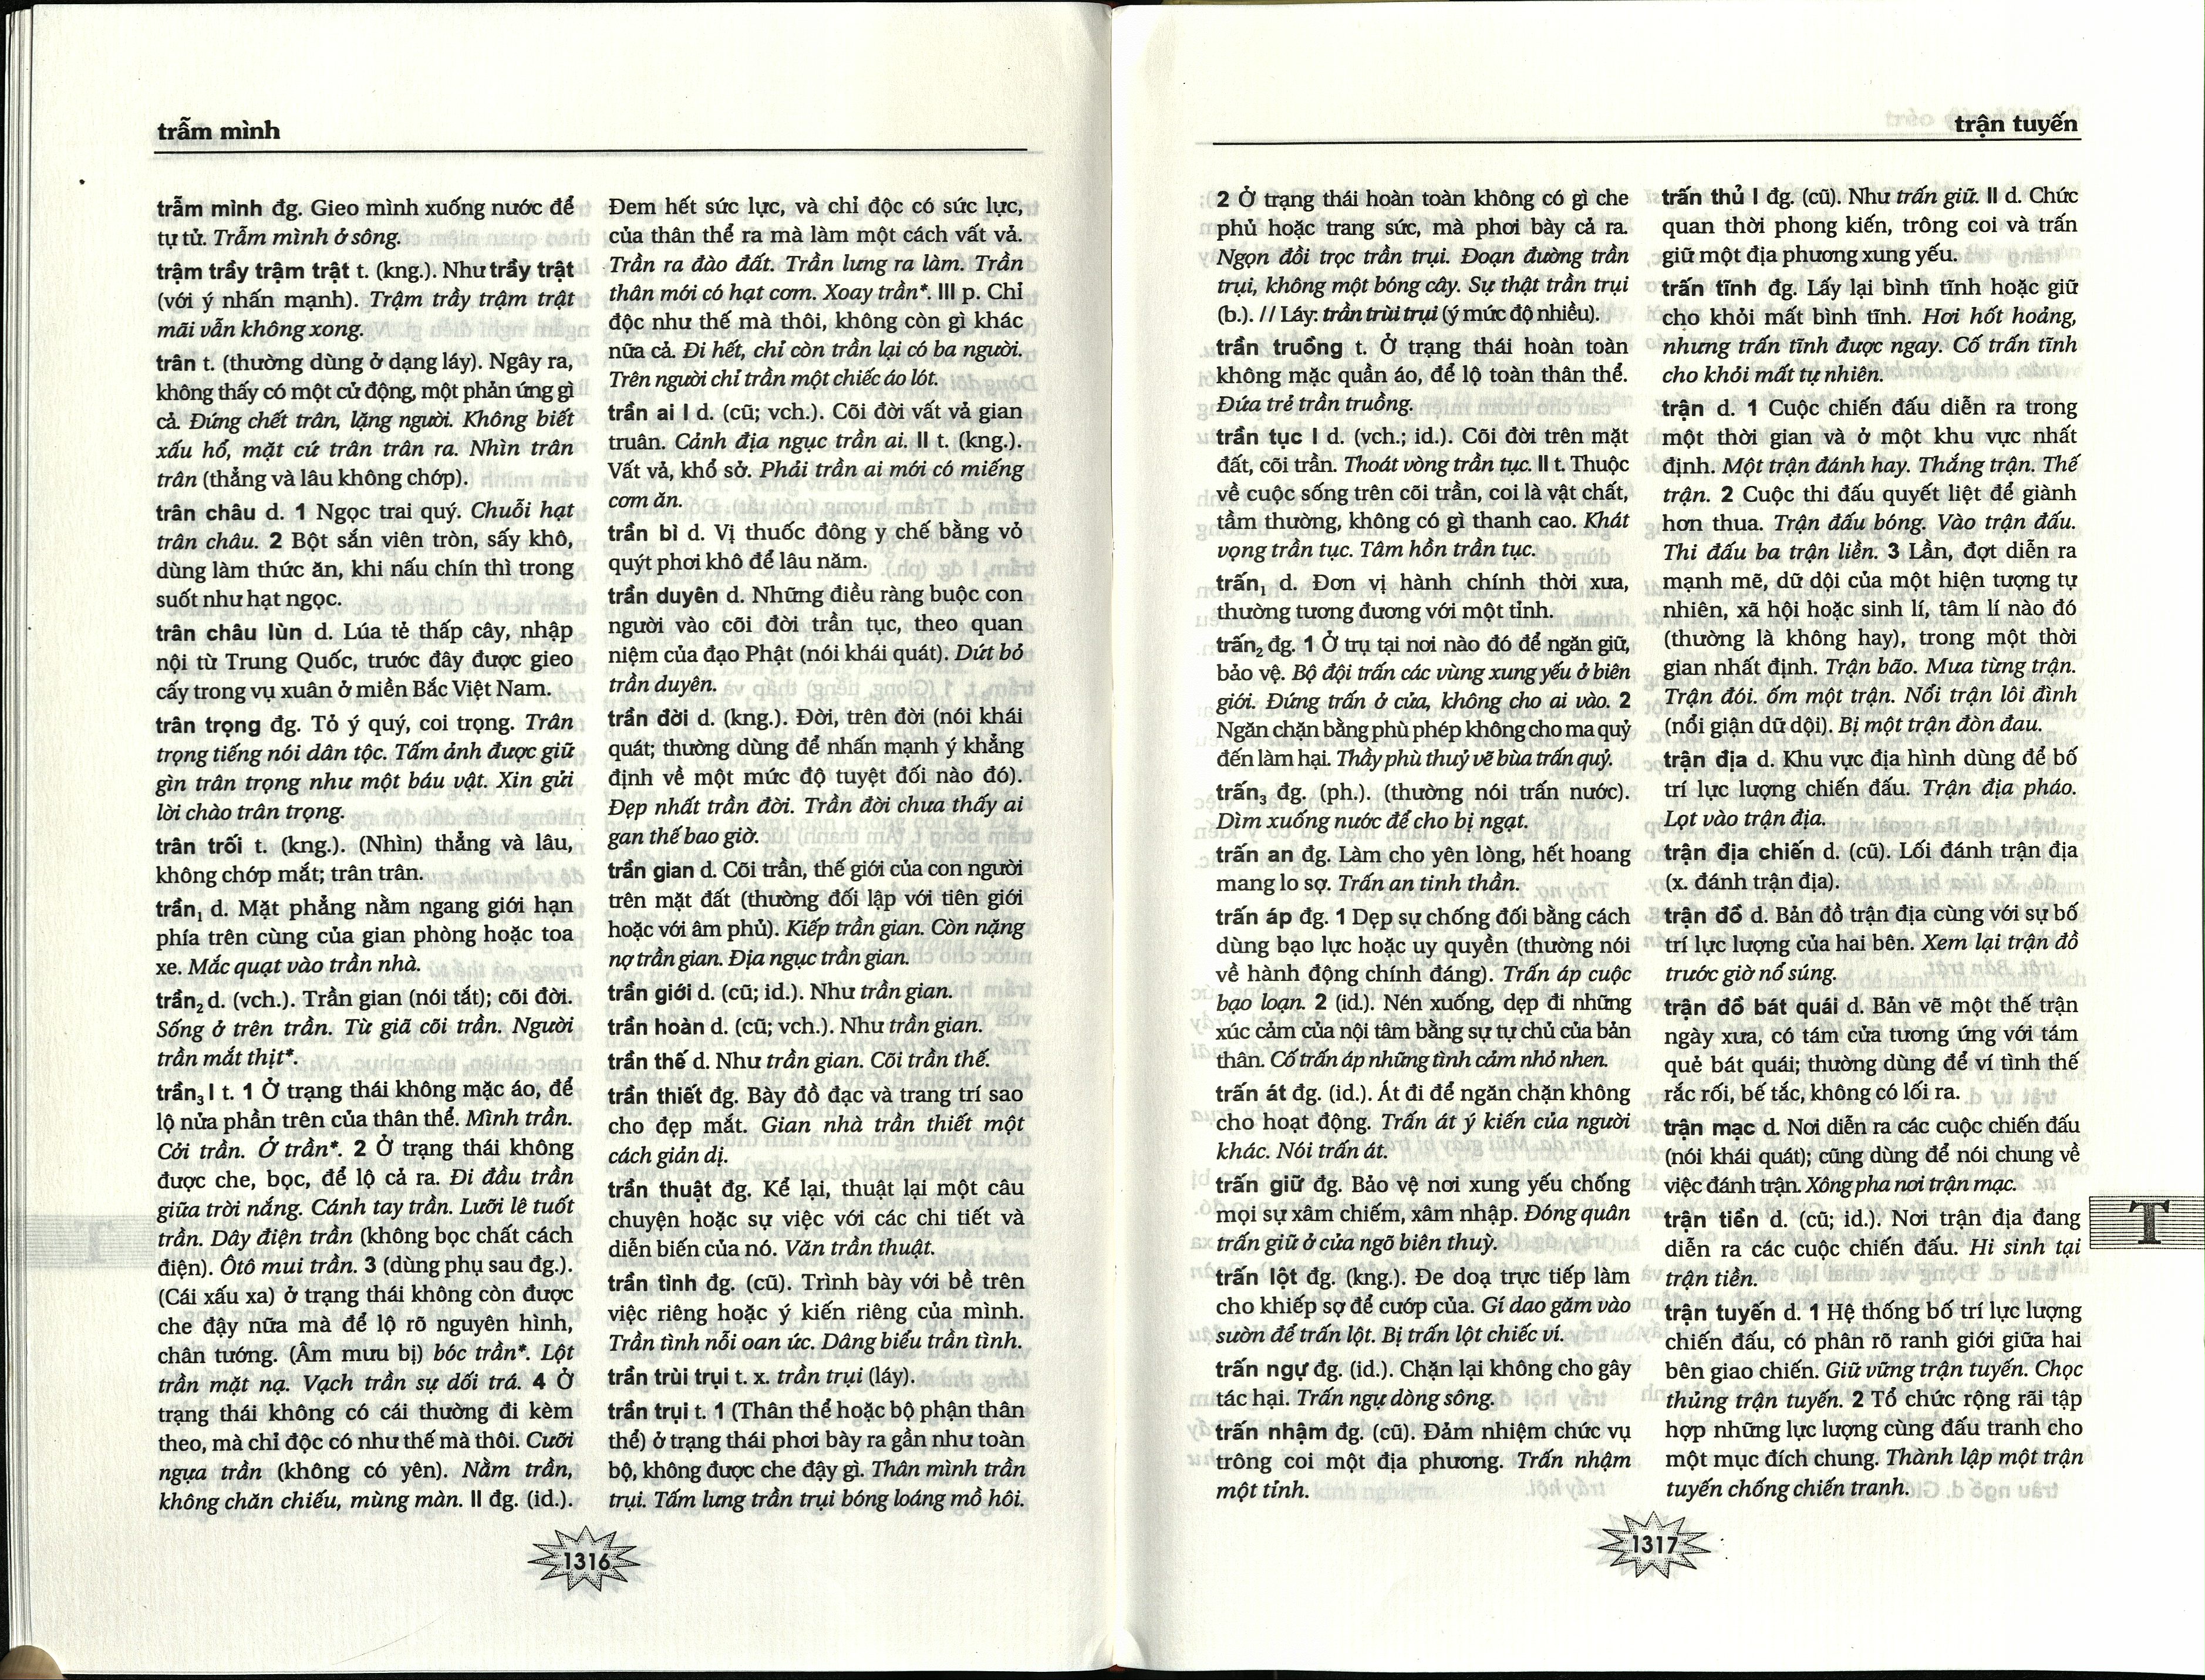 trẫm mình
trẫm mình đg. Gieo mình xuống nước để
tự tử. Trẫm mình ở sông.
trậm trầy trậm trật t. (kng.). Như trầy trật
(với ý nhấn mạnh). Trậm trầy trậm trật
mãi vẫn không xong.
trân t. (thường dùng ở dạng láy). Ngây ra,
không thấy có một cử động, một phản ứng gì
cả. Đứng chết trân, lặng người. Không biết
xấu hổ, mặt cứ trân trân ra. Nhìn trân
trân (thẳng và lâu không chớp).
trân châu d. 1 Ngọc trai quý. Chuỗi hạt
trân châu. 2 Bột sắn viên tròn, sấy khô,
dùng làm thức ăn, khi nấu chín thì trong
suốt như hạt ngọc.
trân châu lùn d. Lúa tẻ thấp cây, nhập
nội từ Trung Quốc, trước đây được gieo
cấy trong vụ xuân ở miền Bắc Việt Nam.
trân trọng đg. Tỏ ý quý, coi trọng. Trân
trọng tiếng nói dân tộc. Tấm ảnh được giữ
gìn trân trọng như một báu vật. Xin gửi
lời chào trân trọng.
trân trối t. (kng.). (Nhìn) thẳng và lâu,
không chớp mắt; trân trân.
trần₁ d. Mặt phẳng nằm ngang giới hạn
phía trên cùng của gian phòng hoặc toa
xe. Mắc quạt vào trần nhà.
trần₂ d. (vch.). Trần gian (nói tắt); cõi đời.
Sống ở trên trần. Từ giã cõi trần. Người
trần mắt thịt*.
trần₃ I t. 1 Ở trạng thái không mặc áo, để
lộ nửa phần trên của thân thể. Mình trần.
Cởi trần. Ở trần*. 2 Ở trạng thái không
được che, bọc, để lộ cả ra. Đi đầu trần
giữa trời nắng. Cánh tay trần. Lưỡi lê tuốt
trần. Dây điện trần (không bọc chất cách
điện). Ôtô mui trần. 3 (dùng phụ sau đg.).
(Cái xấu xa) ở trạng thái không còn được
che đậy nữa mà để lộ rõ nguyên hình,
chân tướng. (Âm mưu bị) bóc trần*. Lột
trần mặt nạ. Vạch trần sự dối trá. 4 Ở
trạng thái không có cái thường đi kèm
theo, mà chỉ độc có như thế mà thôi. Cưỡi
ngựa trần (không có yên). Nằm trần,
không chăn chiếu, mùng màn. II đg. (id.).
Đem hết sức lực, và chỉ độc có sức lực,
của thân thể ra mà làm một cách vất vả.
Trần ra đào đất. Trần lưng ra làm. Trần
thân mới có hạt cơm. Xoay trần*. III p. Chỉ
độc như thế mà thôi, không còn gì khác
nữa cả. Đi hết, chỉ còn trần lại có ba người.
Trên người chỉ trần một chiếc áo lót.
trần ai I d. (cũ; vch.). Cõi đời vất vả gian
truân. Cảnh địa ngục trần ai. II t. (kng.).
Vất vả, khổ sở. Phải trần ai mới có miếng
cơm ăn.
trần bì d. Vị thuốc đông y chế bằng vỏ
quýt phơi khô để lâu năm.
trần duyên d. Những điều ràng buộc con
người vào cõi đời trần tục, theo quan
niệm của đạo Phật (nói khái quát). Dứt bỏ
trần duyên.
trần đời d. (kng.). Đời, trên đời (nói khái
quát; thường dùng để nhấn mạnh ý khẳng
định về một mức độ tuyệt đối nào đó).
Đẹp nhất trần đời. Trần đời chưa thấy ai
gan thế bao giờ.
trần gian d. Cõi trần, thế giới của con người
trên mặt đất (thường đối lập với tiên giới
hoặc với âm phủ). Kiếp trần gian. Còn nặng
nợ trần gian. Địa ngục trần gian.
trần giới d. (cũ; id.). Như trần gian.
trần hoàn d. (cũ; vch.). Như trần gian.
trần thế d. Như trần gian. Cõi trần thế.
trần thiết đg. Bày đồ đạc và trang trí sao
cho đẹp mắt. Gian nhà trần thiết một
cách giản dị.
trần thuật đg. Kể lại, thuật lại một câu
chuyện hoặc sự việc với các chi tiết và
diễn biến của nó. Văn trần thuật.
trần tình đg. (cũ). Trình bày với bề trên
việc riêng hoặc ý kiến riêng của mình.
Trần tình nỗi oan ức. Dâng biểu trần tình.
trần trùi trụi t. x. trần trụi (láy).
trần trụi t. 1 (Thân thể hoặc bộ phận thân
thể) ở trạng thái phơi bày ra gần như toàn
bộ, không được che đậy gì. Thân mình trần
trụi. Tấm lưng trần trụi bóng loáng mồ hôi.
1316
trận tuyến
2 Ở trạng thái hoàn toàn không có gì che
phủ hoặc trang sức, mà phơi bày cả ra.
Ngọn đồi trọc trần trụi. Đoạn đường trần
trụi, không một bóng cây. Sự thật trần trụi
(b.). // Láy: trần trùi trụi (ý mức độ nhiều).
trần truồng t. Ở trạng thái hoàn toàn
không mặc quần áo, để lộ toàn thân thể.
Đứa trẻ trần truồng.
trần tục I d. (vch.; id.). Cõi đời trên mặt
đất, cõi trần. Thoát vòng trần tục. II t. Thuộc
về cuộc sống trên cõi trần, coi là vật chất,
tầm thường, không có gì thanh cao. Khát
vọng trần tục. Tâm hồn trần tục.
trấn₁ d. Đơn vị hành chính thời xưa,
thường tương đương với một tỉnh.
trấn₂ đg. 1 Ở trụ tại nơi nào đó để ngăn giữ,
bảo vệ. Bộ đội trấn các vùng xung yếu ở biên
giới. Đứng trấn ở cửa, không cho ai vào. 2
Ngăn chặn bằng phù phép không cho ma quỷ
đến làm hại. Thầy phù thuỷ vẽ bùa trấn quỷ.
trấn₃ đg. (ph.). (thường nói trấn nước).
Dìm xuống nước để cho bị ngạt.
trấn an đg. Làm cho yên lòng, hết hoang
mang lo sợ. Trấn an tinh thần.
trấn áp đg. 1 Dẹp sự chống đối bằng cách
dùng bạo lực hoặc uy quyền (thường nói
về hành động chính đáng). Trấn áp cuộc
bạo loạn. 2 (id.). Nén xuống, dẹp đi những
xúc cảm của nội tâm bằng sự tự chủ của bản
thân. Cố trấn áp những tình cảm nhỏ nhen.
trấn át đg. (id.). Át đi để ngăn chặn không
cho hoạt động. Trấn át ý kiến của người
khác. Nói trấn át.
trấn giữ đg. Bảo vệ nơi xung yếu chống
mọi sự xâm chiếm, xâm nhập. Đóng quân
trấn giữ ở cửa ngõ biên thuỳ.
trấn lột đg. (kng.). Đe doạ trực tiếp làm
cho khiếp sợ để cướp của. Gí dao găm vào
sườn để trấn lột. Bị trấn lột chiếc ví.
trấn ngự đg. (id.). Chặn lại không cho gây
tác hại. Trấn ngự dòng sông.
trấn nhậm đg. (cũ). Đảm nhiệm chức vụ
trông coi một địa phương. Trấn nhậm
một tỉnh.
trấn thủ I đg. (cũ). Như trấn giữ. II d. Chức
quan thời phong kiến, trông coi và trấn
giữ một địa phương xung yếu.
trấn tĩnh đg. Lấy lại bình tĩnh hoặc giữ
cho khỏi mất bình tĩnh. Hơi hốt hoảng,
nhưng trấn tĩnh được ngay. Cố trấn tĩnh
cho khỏi mất tự nhiên.
trận d. 1 Cuộc chiến đấu diễn ra trong
một thời gian và ở một khu vực nhất
định. Một trận đánh hay. Thắng trận. Thế
trận. 2 Cuộc thi đấu quyết liệt để giành
hơn thua. Trận đấu bóng. Vào trận đấu.
Thi đấu ba trận liền. 3 Lần, đợt diễn ra
mạnh mẽ, dữ dội của một hiện tượng tự
nhiên, xã hội hoặc sinh lí, tâm lí nào đó
(thường là không hay), trong một thời
gian nhất định. Trận bão. Mưa từng trận.
Trận đói. ốm một trận. Nổi trận lôi đình
(nổi giận dữ dội). Bị một trận đòn đau.
trận địa d. Khu vực địa hình dùng để bố
trí lực lượng chiến đấu. Trận địa pháo.
Lọt vào trận địa.
trận địa chiến d. (cũ). Lối đánh trận địa
(x. đánh trận địa).
trận đồ d. Bản đồ trận địa cùng với sự bố
trí lực lượng của hai bên. Xem lại trận đồ
trước giờ nổ súng.
trận đồ bát quái d. Bản vẽ một thế trận
ngày xưa, có tám cửa tương ứng với tám
quẻ bát quái; thường dùng để ví tình thế
rắc rối, bế tắc, không có lối ra.
trận mạc d. Nơi diễn ra các cuộc chiến đấu
(nói khái quát); cũng dùng để nói chung về
việc đánh trận. Xông pha nơi trận mạc.
trận tiền d. (cũ; id.). Nơi trận địa đang
diễn ra các cuộc chiến đấu. Hi sinh tại
trận tiền.
trận tuyến d. 1 Hệ thống bố trí lực lượng
chiến đấu, có phân rõ ranh giới giữa hai
bên giao chiến. Giữ vững trận tuyến. Chọc
thủng trận tuyến. 2 Tổ chức rộng rãi tập
hợp những lực lượng cùng đấu tranh cho
một mục đích chung. Thành lập một trận
tuyến chống chiến tranh.
T
1317